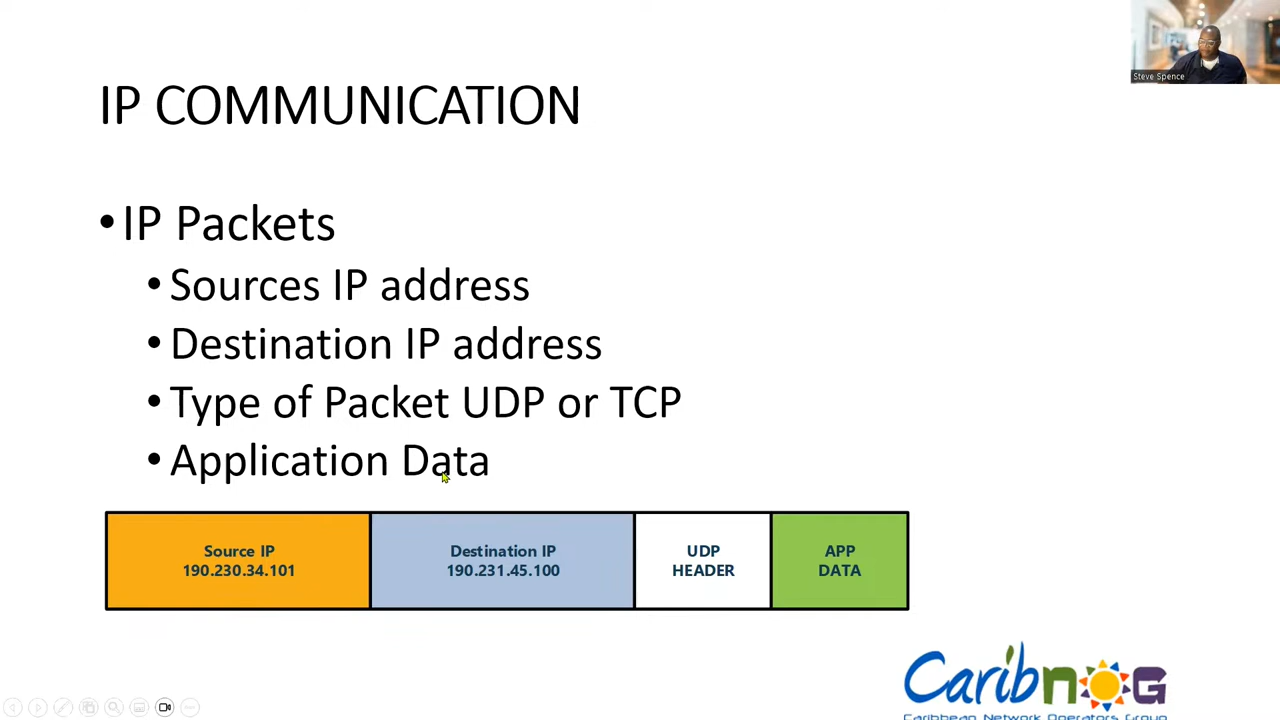 Steve Spence
IP COMMUNICATION
•IP Packets
•Sources IP address
•Destination IP address
•Type of Packet UDP or TCP
•Application Data
Source IP
190.230.34.101
Destination IP
190.231.45.100
UDP
HEADER
APP
DATA
Caribnog
Caribbean Network Operators Group